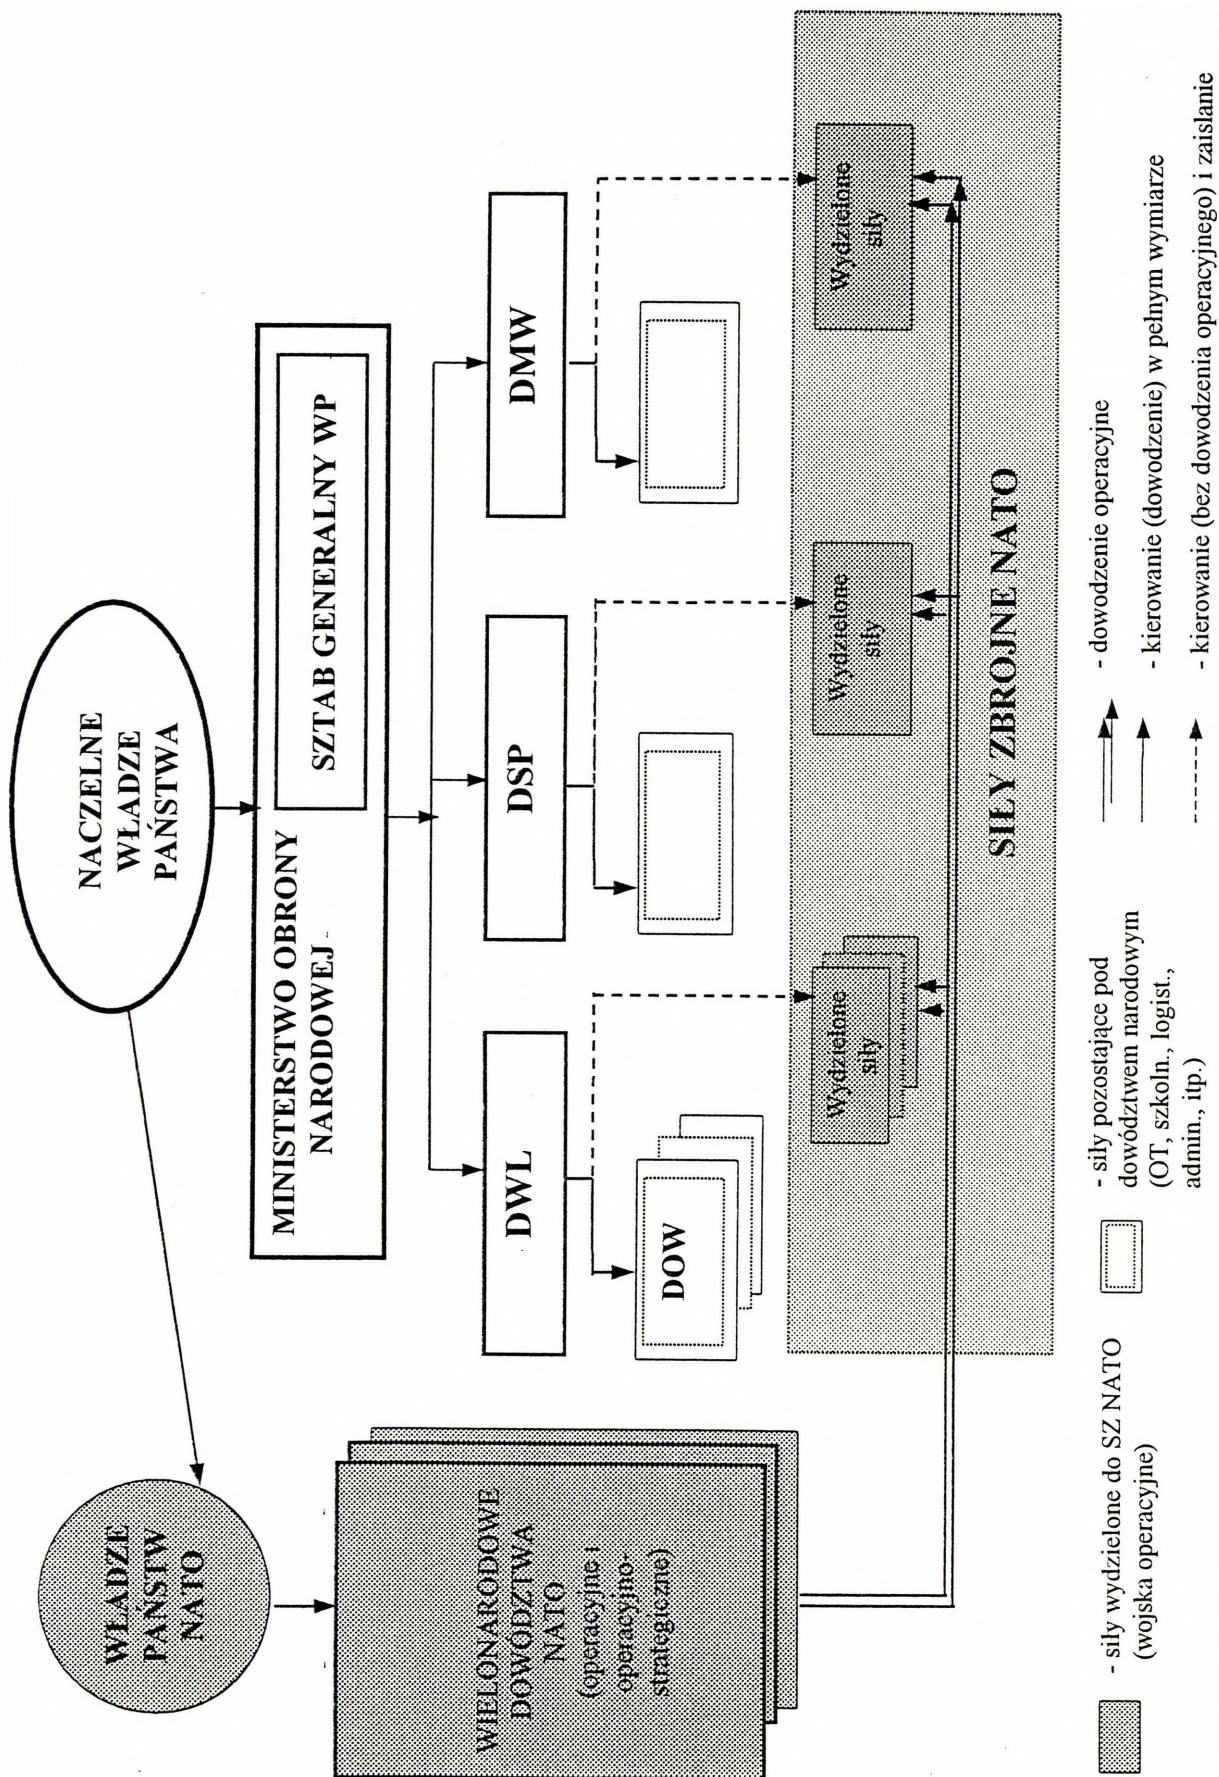 NACZELNE
WŁADZE
PAŃSTWA
WŁADZE
PAŃSTW
NATO
MINISTERSTWO OBRONY
NARODOWEJ
SZTAB GENERALNY WP
WIELONARODOWE
DOWÓDZTWA
NATO
(operacyjne i
operacyjno-
strategiczne)
DWL
DSP
DMW
DOW
Wydzielone
siły
Wydzielone
siły
Wydzielone
siły
SIŁY ZBROJNE NATO
- siły wydzielone do SZ NATO
(wojska operacyjne)
- siły pozostające pod
dowództwem narodowym
(OT, szkoln., logist.,
admin., itp.)
- dowodzenie operacyjne
- kierowanie (dowodzenie) w pełnym wymiarze
- kierowanie (bez dowodzenia operacyjnego) i zaislanie